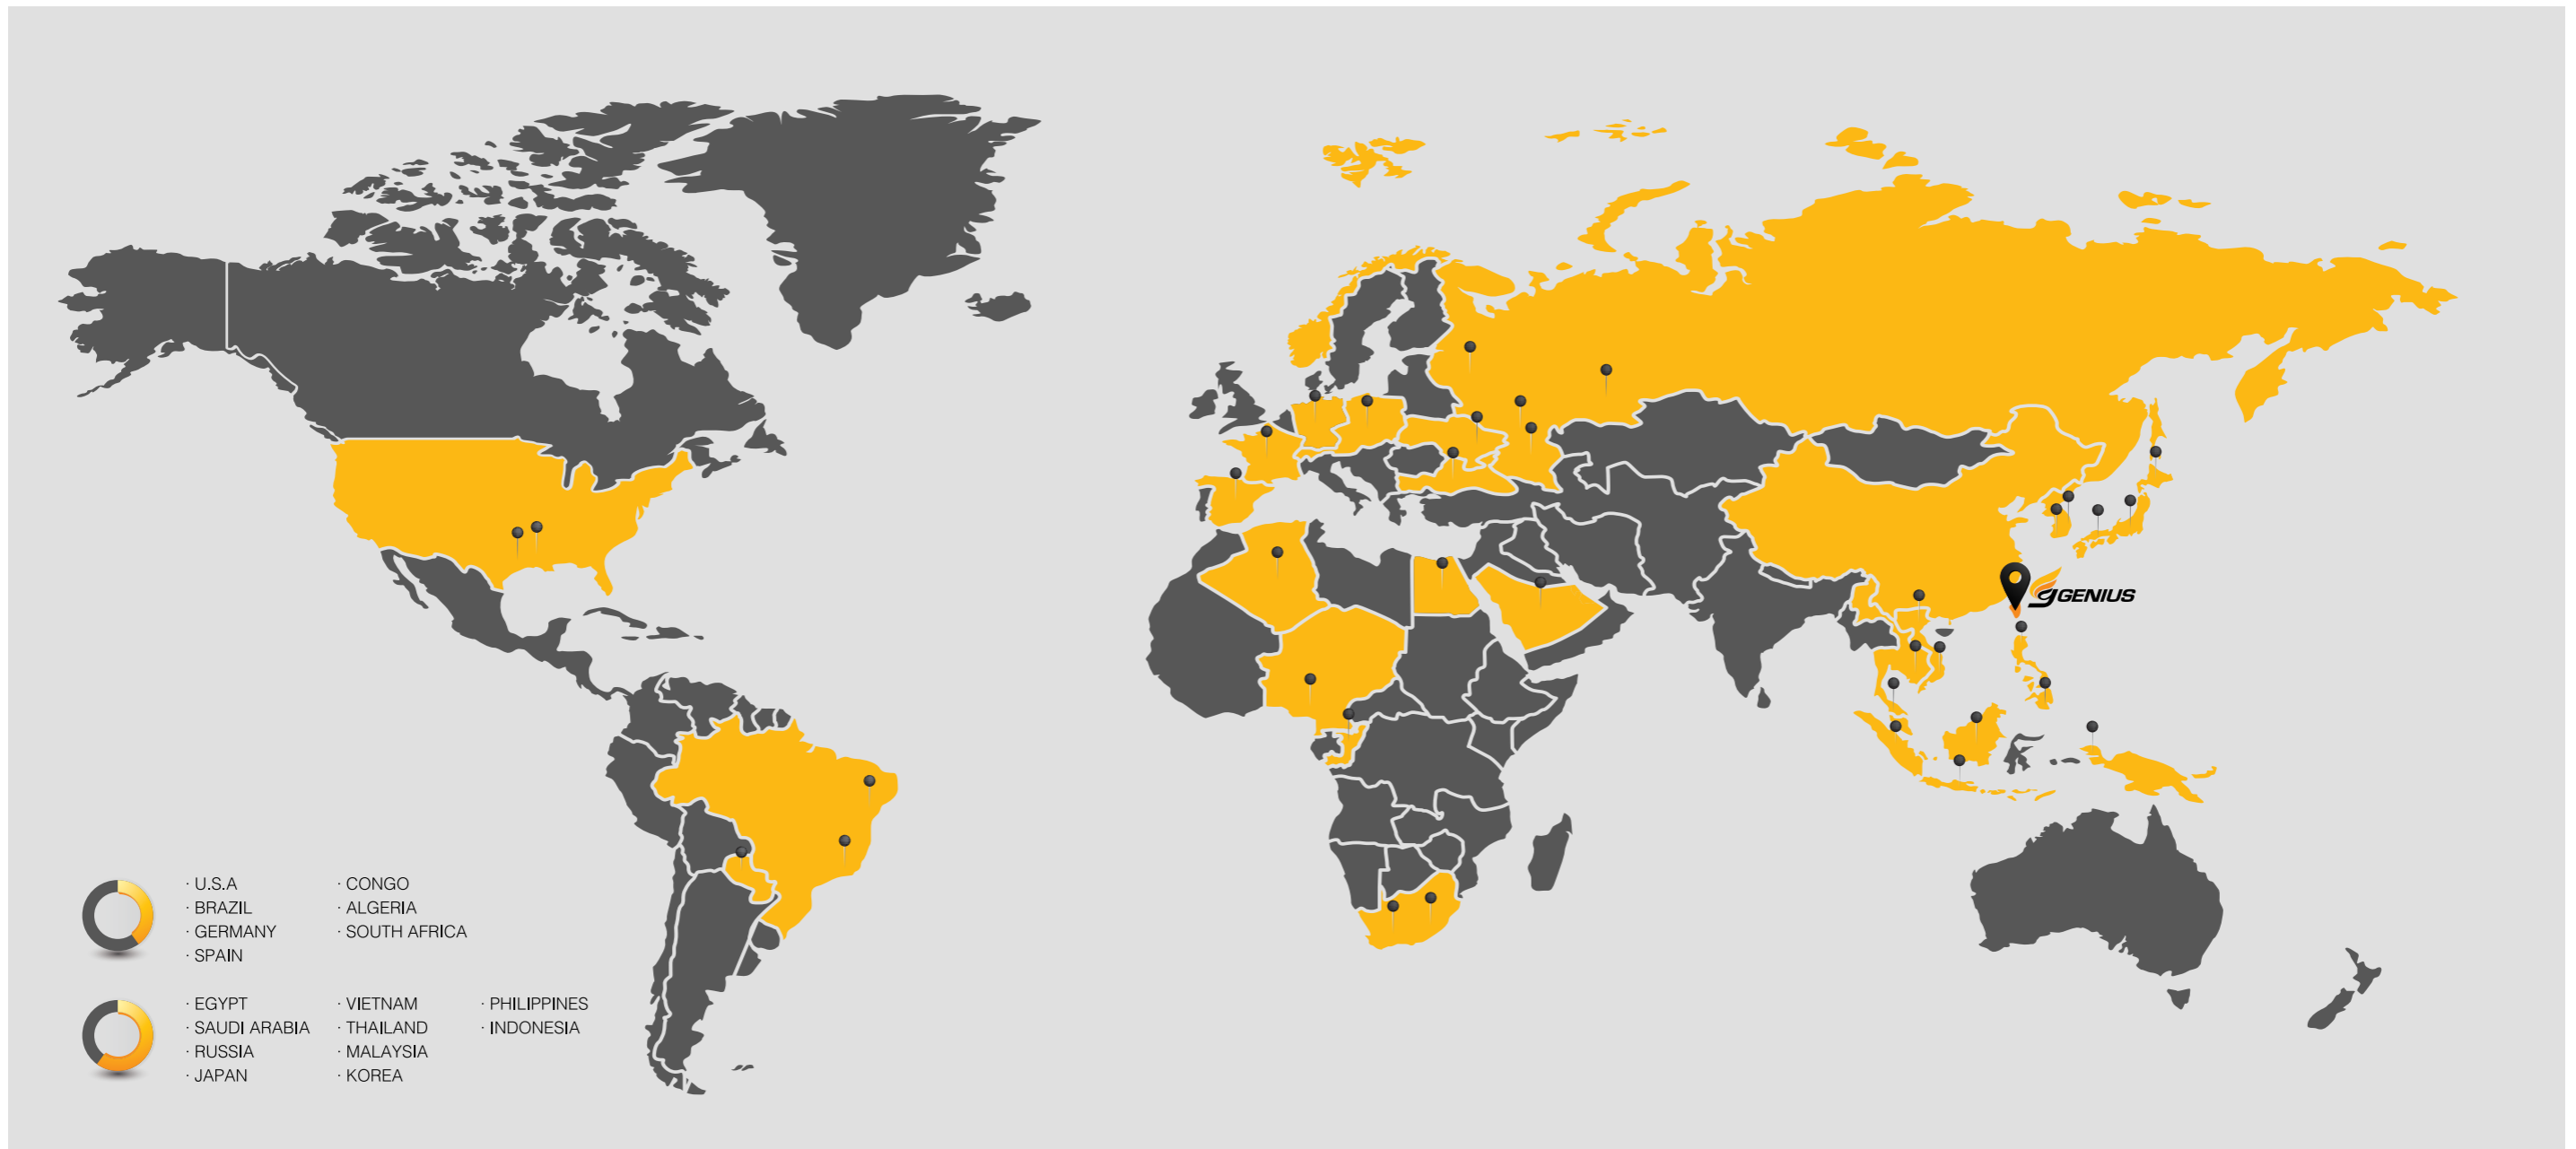 GENIUS
· U.S.A
· BRAZIL
· GERMANY
· SPAIN
· CONGO
· ALGERIA
· SOUTH AFRICA
· EGYPT
· SAUDI ARABIA
· RUSSIA
· JAPAN
· VIETNAM
· THAILAND
· MALAYSIA
· KOREA
· PHILIPPINES
· INDONESIA